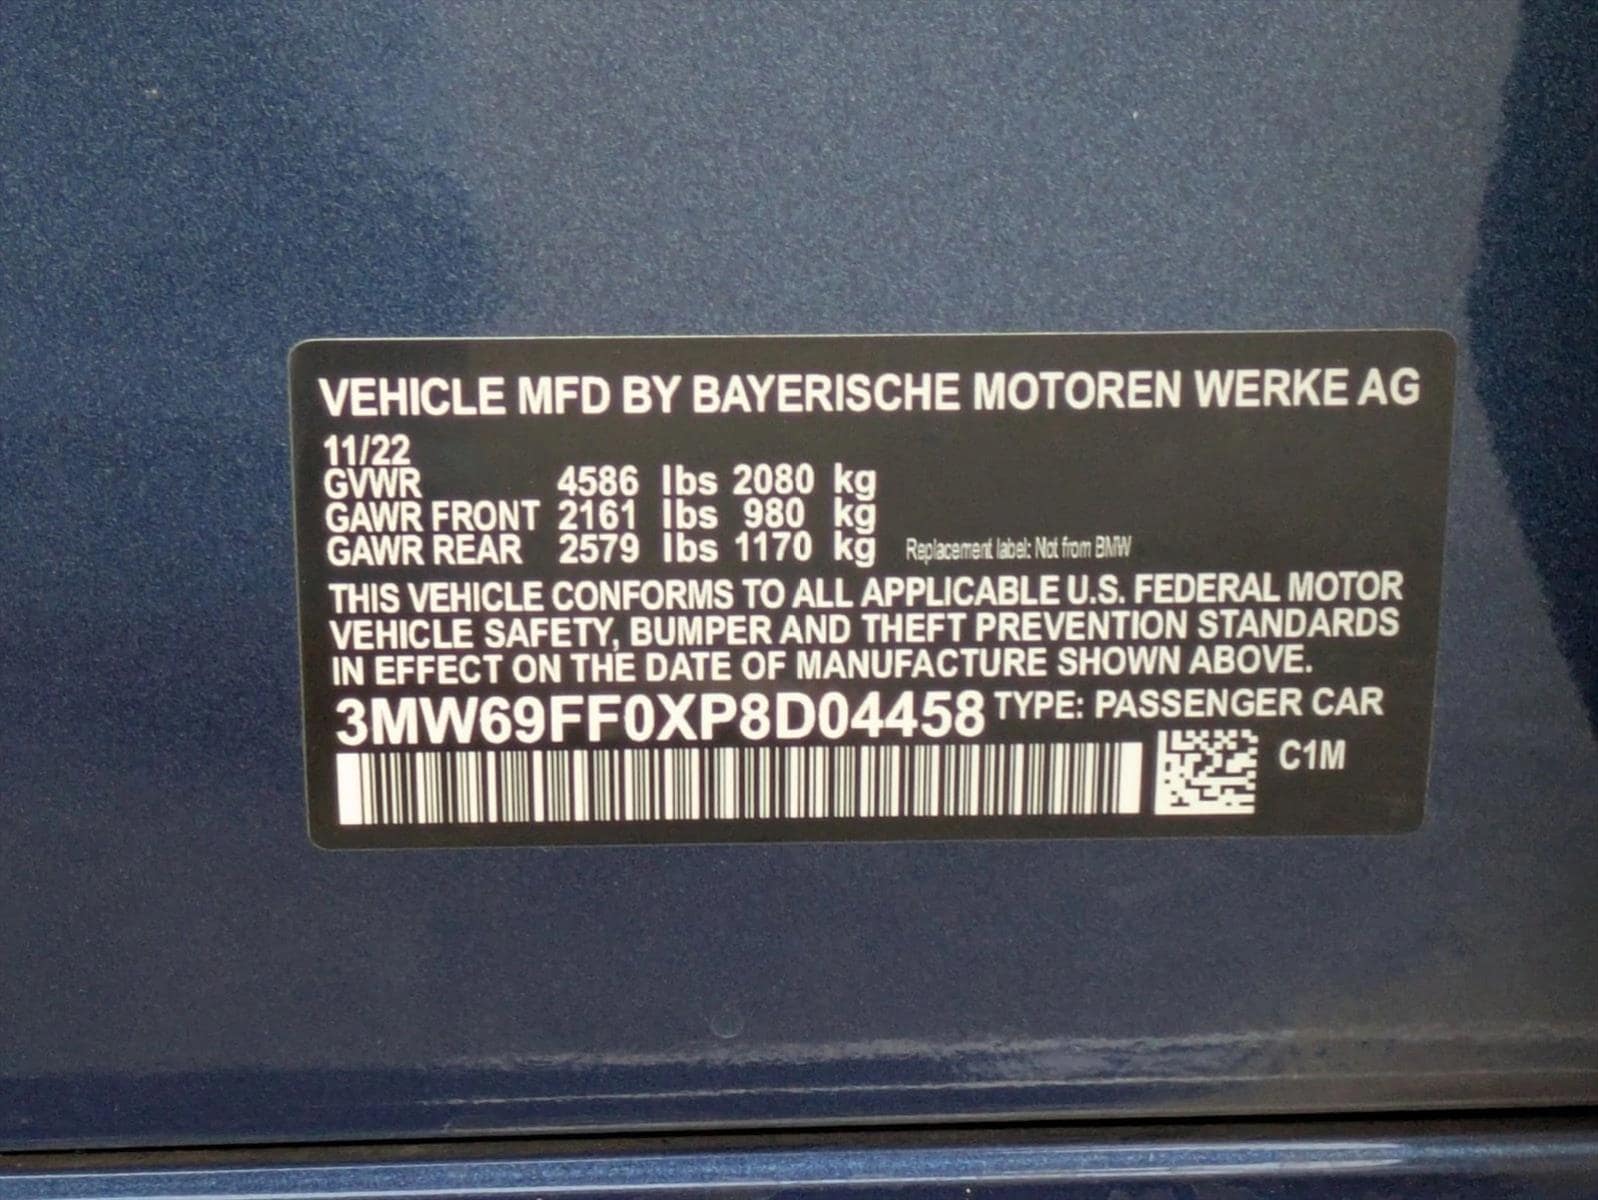 VEHICLE MFD BY BAYERISCHE MOTOREN WERKE AG
11/22
GVWR 4586 lbs 2080 kg
GAWR FRONT 2161 lbs 980 kg
GAWR REAR 2579 lbs 1170 kg Replacement label: Not from BMW
THIS VEHICLE CONFORMS TO ALL APPLICABLE U.S. FEDERAL MOTOR
VEHICLE SAFETY, BUMPER AND THEFT PREVENTION STANDARDS
IN EFFECT ON THE DATE OF MANUFACTURE SHOWN ABOVE.
3MW69FF0XP8D04458 TYPE: PASSENGER CAR
C1M